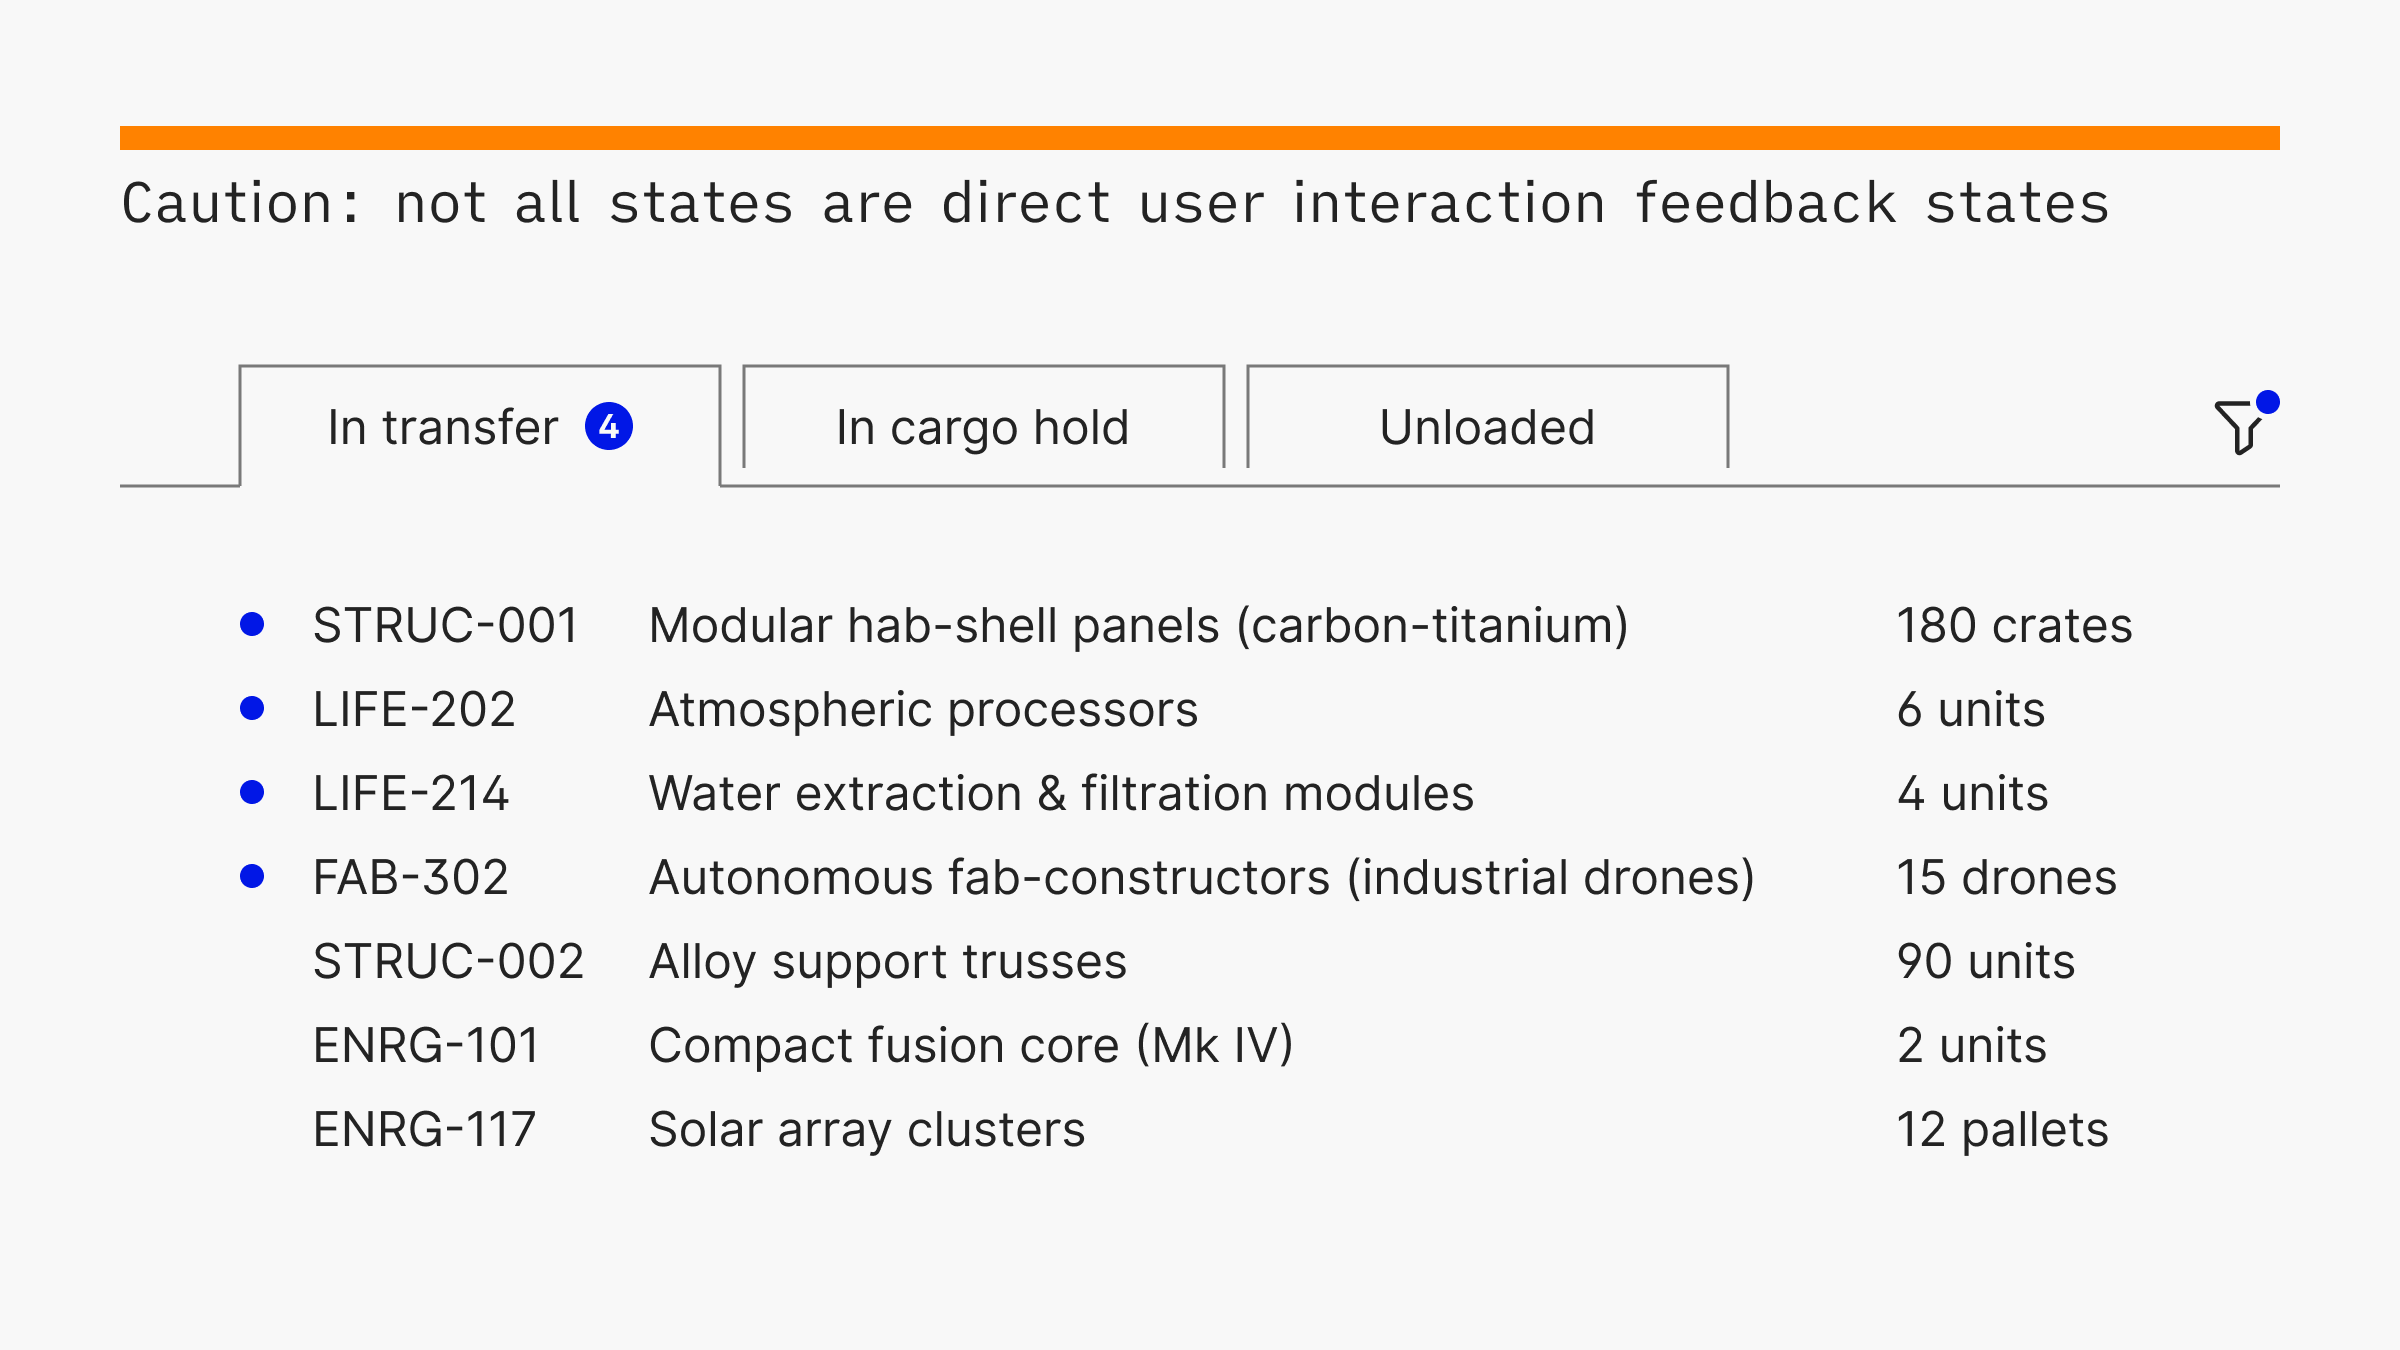 Caution: not all states are direct user interaction feedback states
In transfer 4 In cargo hold Unloaded
STRUC-001 Modular hab-shell panels (carbon-titanium) 180 crates
LIFE-202 Atmospheric processors 6 units
LIFE-214 Water extraction & filtration modules 4 units
FAB-302 Autonomous fab-constructors (industrial drones) 15 drones
STRUC-002 Alloy support trusses 90 units
ENRG-101 Compact fusion core (Mk IV) 2 units
ENRG-117 Solar array clusters 12 pallets